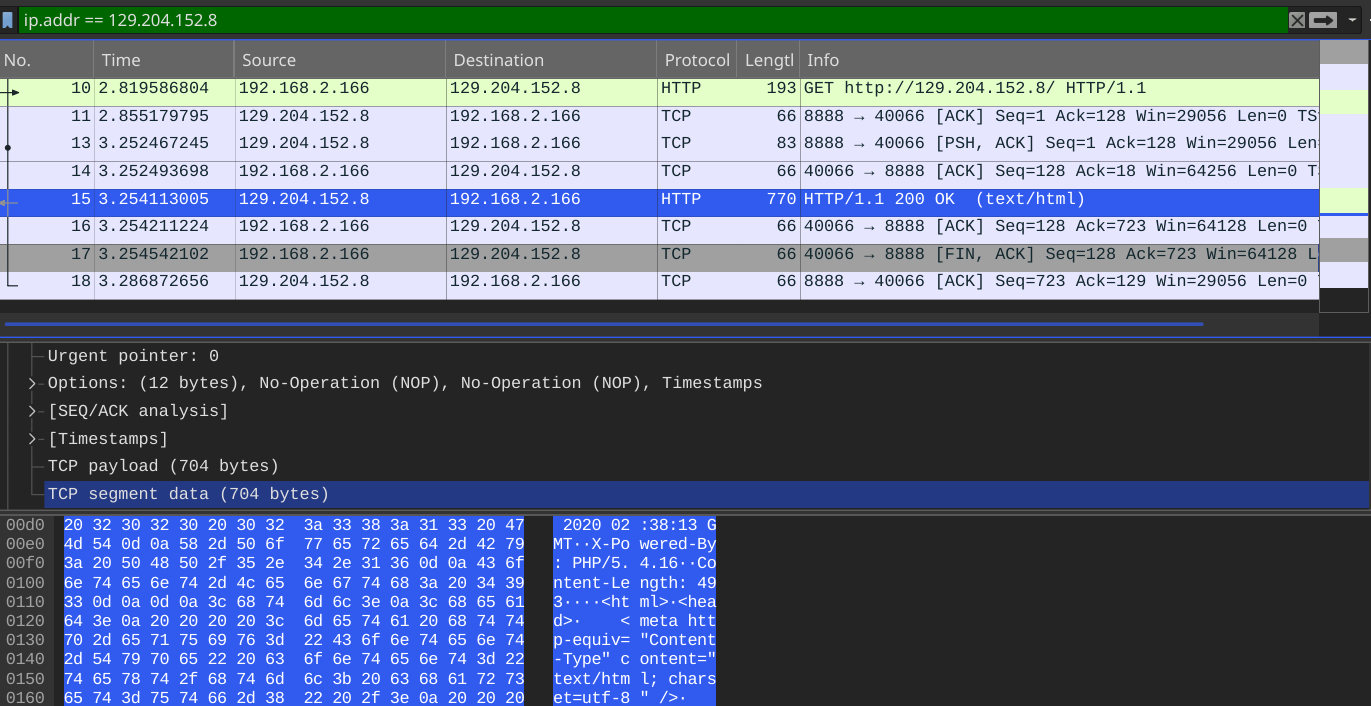 ip.addr == 129.204.152.8
No. Time Source Destination Protocol Lengtl Info
10 2.819586804 192.168.2.166 129.204.152.8 HTTP 193 GET http://129.204.152.8/ HTTP/1.1
11 2.855179795 129.204.152.8 192.168.2.166 TCP 66 8888 → 40066 [ACK] Seq=1 Ack=128 Win=29056 Len=0 TS
13 3.252467245 129.204.152.8 192.168.2.166 TCP 83 8888 → 40066 [PSH, ACK] Seq=1 Ack=128 Win=29056 Len
14 3.252493698 192.168.2.166 129.204.152.8 TCP 66 40066 → 8888 [ACK] Seq=128 Ack=18 Win=64256 Len=0 T
15 3.254113005 129.204.152.8 192.168.2.166 HTTP 770 HTTP/1.1 200 OK (text/html)
16 3.254211224 192.168.2.166 129.204.152.8 TCP 66 40066 → 8888 [ACK] Seq=128 Ack=723 Win=64128 Len=0
17 3.254542102 192.168.2.166 129.204.152.8 TCP 66 40066 → 8888 [FIN, ACK] Seq=128 Ack=723 Win=64128 L
18 3.286872656 129.204.152.8 192.168.2.166 TCP 66 8888 → 40066 [ACK] Seq=723 Ack=129 Win=29056 Len=0
Urgent pointer: 0
Options: (12 bytes), No-Operation (NOP), No-Operation (NOP), Timestamps
[SEQ/ACK analysis]
[Timestamps]
TCP payload (704 bytes)
TCP segment data (704 bytes)
00d0 20 32 30 32 30 20 30 32 3a 33 38 3a 31 33 20 47 2020 02 :38:13 G
00e0 4d 54 0d 0a 58 2d 50 6f 77 65 72 65 64 2d 42 79 MT··X-Po wered-By
00f0 3a 20 50 48 50 2f 35 2e 34 2e 31 36 0d 0a 43 6f : PHP/5. 4.16··Co
0100 6e 74 65 6e 74 2d 4c 65 6e 67 74 68 3a 20 34 39 ntent-Le ngth: 49
0110 33 0d 0a 0d 0a 3c 68 74 6d 6c 3e 0a 3c 68 65 61 3····<ht ml>·<hea
0120 64 3e 0a 20 20 20 20 3c 6d 65 74 61 20 68 74 74 d>·    < meta htt
0130 70 2d 65 71 75 69 76 3d 22 43 6f 6e 74 65 6e 74 p-equiv= "Content
0140 2d 54 79 70 65 22 20 63 6f 6e 74 65 6e 74 3d 22 -Type" c ontent="
0150 74 65 78 74 2f 68 74 6d 6c 3b 20 63 68 61 72 73 text/htm l; chars
0160 65 74 3d 75 74 66 2d 38 22 20 2f 3e 0a 20 20 20 et=utf-8 " />·